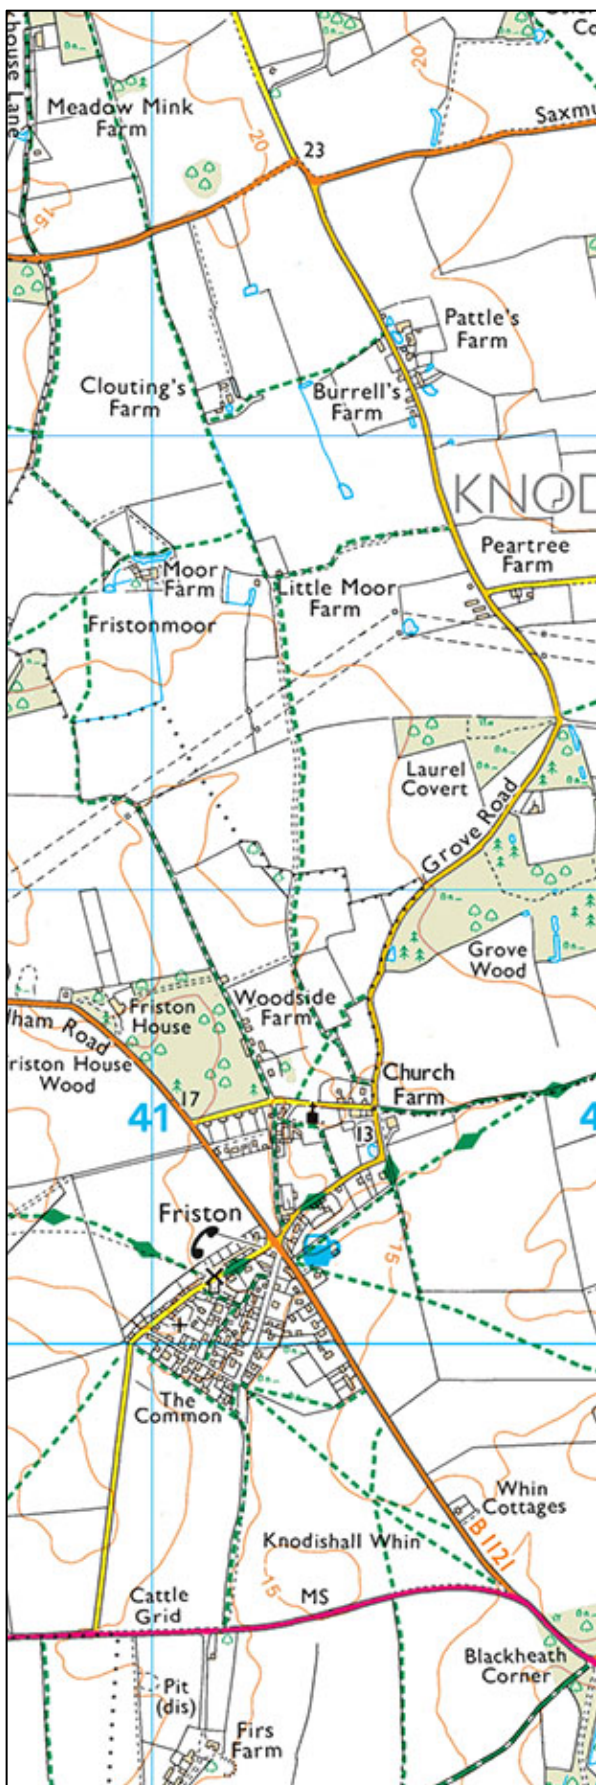 house Lane
Meadow Mink
Farm
20
20
23
Saxmu
15
Pattle's
Farm
Clouting's
Farm
Burrell's
Farm
KNOD
Peartree
Farm
Moor
Farm
Little Moor
Farm
Fristonmoor
Laurel
Covert
Grove Road
Grove
Wood
Friston
House
Woodside
Farm
lham Road
riston House
Wood
17
Church
Farm
41
13
4
Friston
15
The
Common
Whin
Cottages
B 1121
Knodishall Whin
15
MS
Cattle
Grid
Blackheath
Corner
Pit
(dis)
Firs
Farm